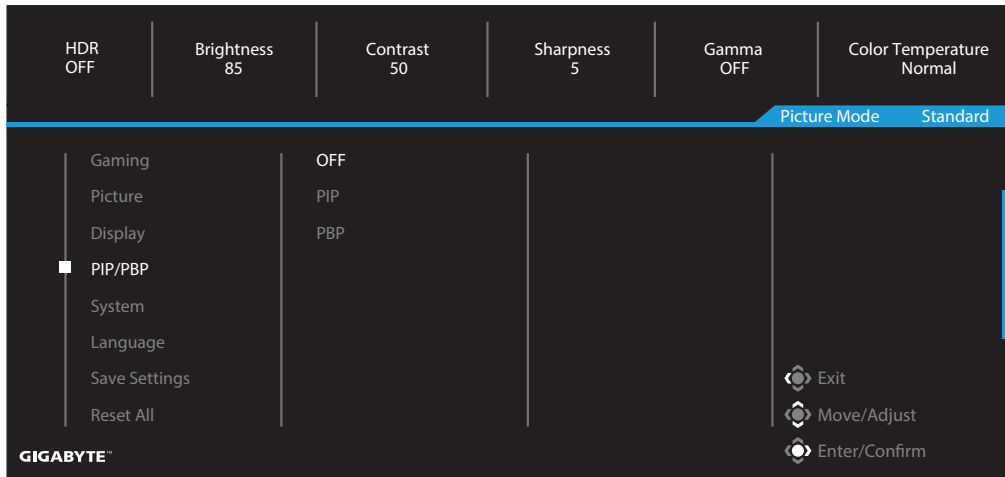 HDR
OFF
Brightness
85
Contrast
50
Sharpness
5
Gamma
OFF
Color Temperature
Normal
Picture Mode Standard
Gaming
Picture
Display
PIP/PBP
System
Language
Save Settings
Reset All
OFF
PIP
PBP
Exit
Move/Adjust
Enter/Confirm
GIGABYTE™